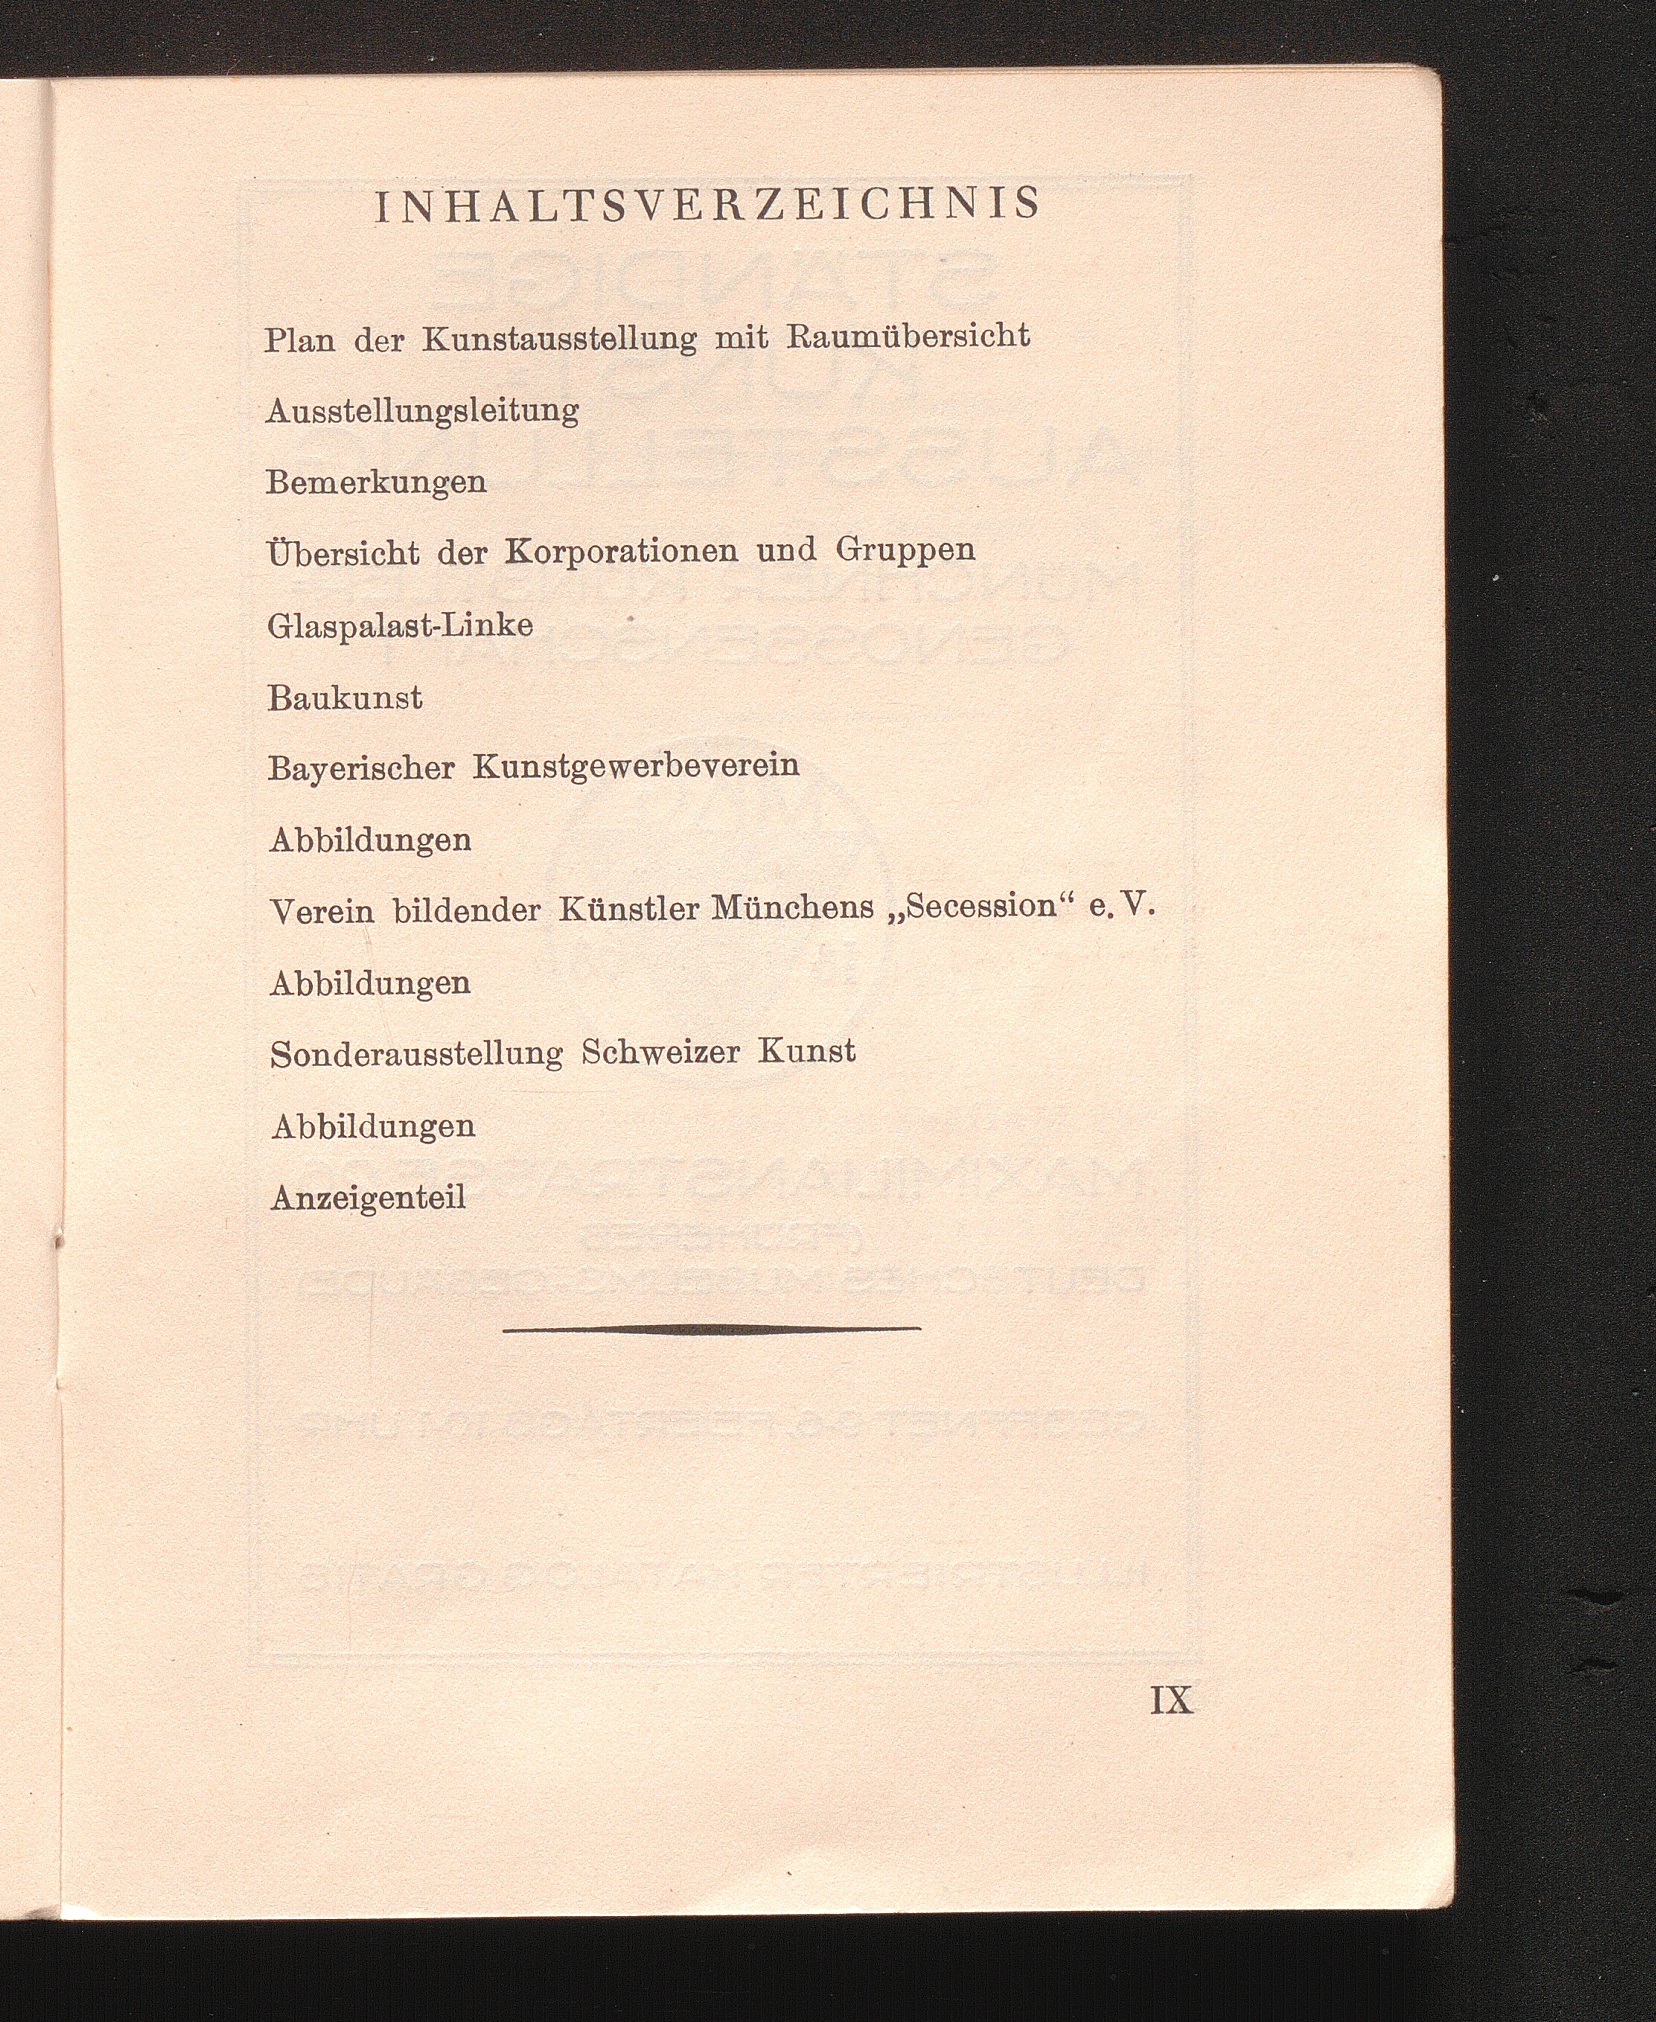 INHALTSVERZEICHNIS
Plan der Kunstausstellung mit Raumübersicht
Ausstellungsleitung
Bemerkungen
Übersicht der Korporationen und Gruppen
Glaspalast-Linke
Baukunst
Bayerischer Kunstgewerbeverein
Abbildungen
Verein bildender Künstler Münchens „Secession“ e. V.
Abbildungen
Sonderausstellung Schweizer Kunst
Abbildungen
Anzeigenteil
IX